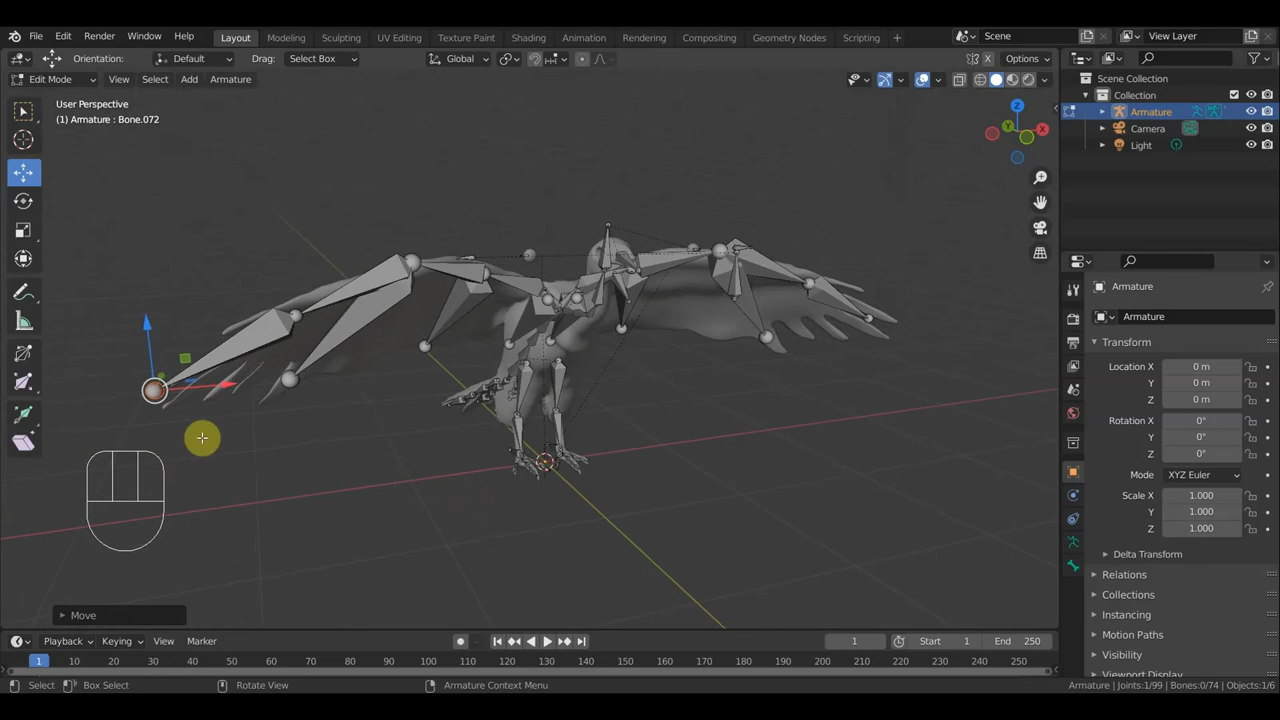 File Edit Render Window Help Layout Modeling Sculpting UV Editing Texture Paint Shading Animation Rendering Compositing Geometry Nodes Scripting + Scene View Layer
Orientation: Default Drag: Select Box Global X Options
Edit Mode View Select Add Armature
User Perspective
(1) Armature : Bone.072
Z
Y
X
Scene Collection
Collection
Armature
Camera
Light
Armature
Armature
Transform
Location X 0 m
Y 0 m
Z 0 m
Rotation X 0°
Y 0°
Z 0°
Mode XYZ Euler
Scale X 1.000
Y 1.000
Z 1.000
Delta Transform
Relations
Collections
Instancing
Motion Paths
Visibility
Viewport Display
Move
Playback Keying View Marker 1 Start 1 End 250
1 10 20 30 40 50 60 70 80 90 100 110 120 130 140 150 160 170 180 190 200 210 220 230 240 250
Select Box Select Rotate View Armature Context Menu Armature | Joints:1/99 | Bones:0/74 | Objects:1/6